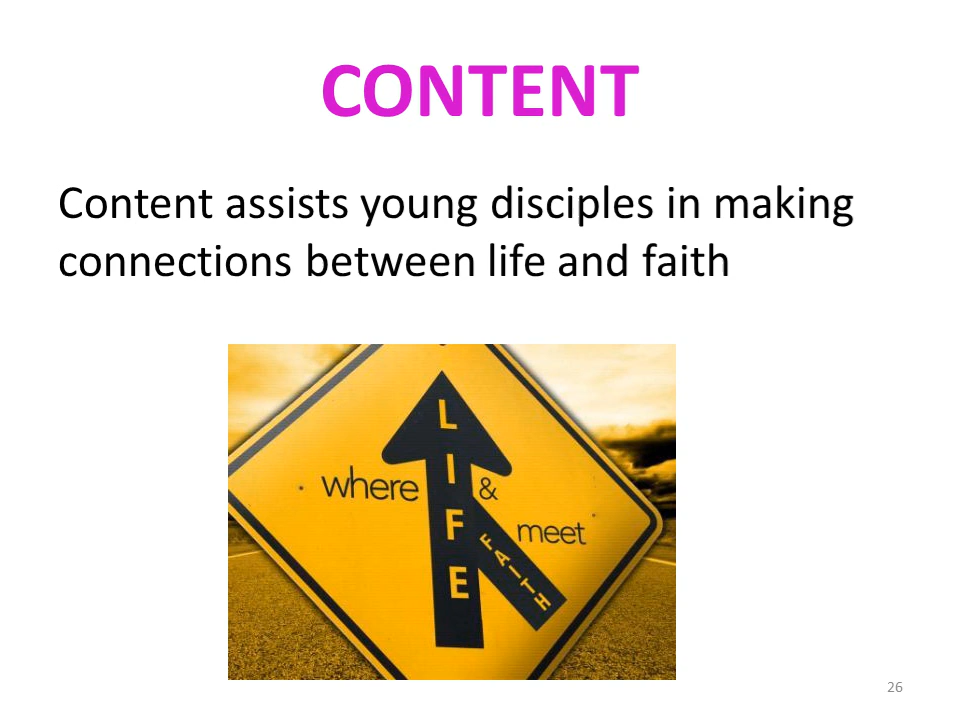 CONTENT
Content assists young disciples in making
connections between life and faith
where LIFE & FAITH meet
26